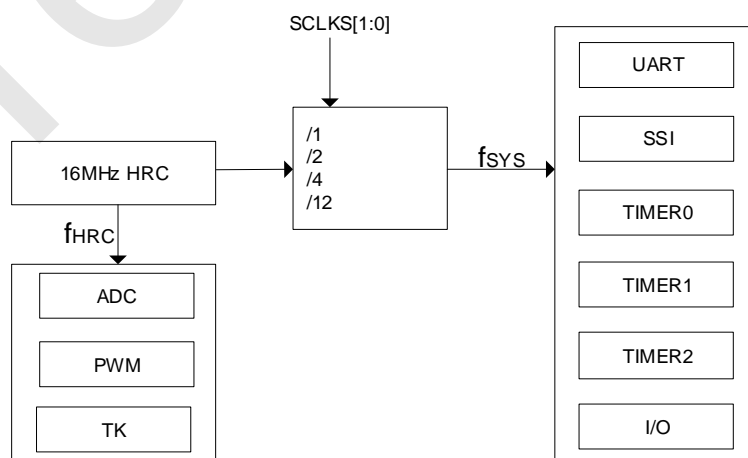 SCLKS[1:0]
16MHz HRC
/1
/2
/4
/12
fSYS
fHRC
ADC
PWM
TK
UART
SSI
TIMER0
TIMER1
TIMER2
I/O